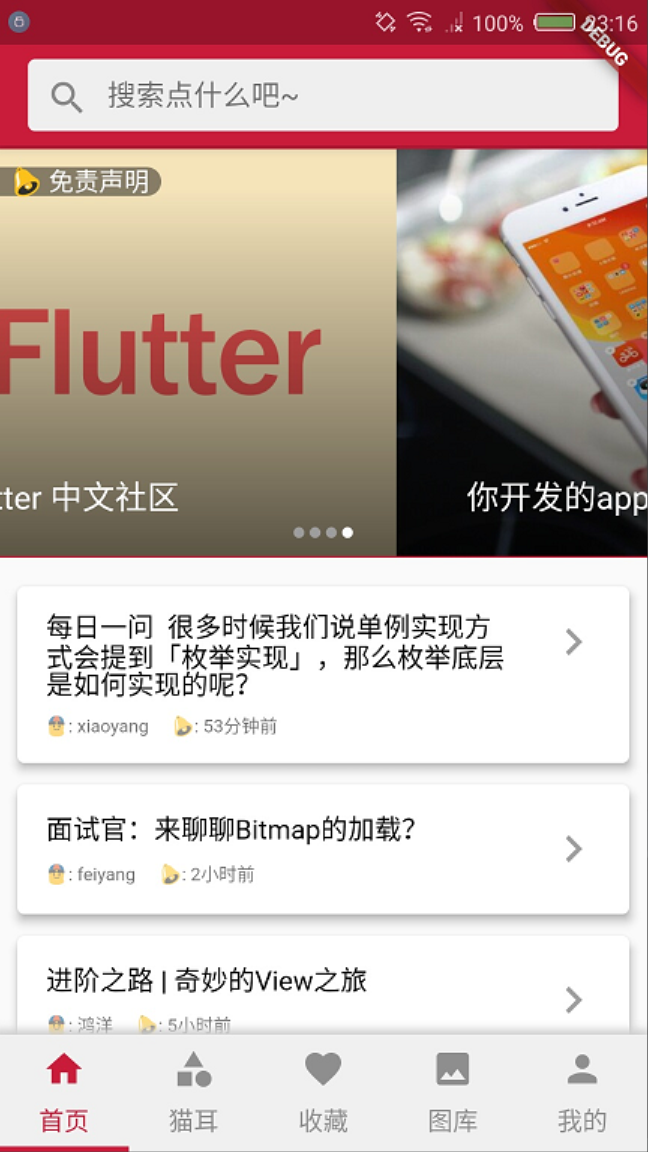 100% 23:16
DEBUG
搜索点什么吧~
免责声明
Flutter
tter 中文社区
你开发的app
每日一问 很多时候我们说单例实现方
式会提到「枚举实现」，那么枚举底层
是如何实现的呢？
: xiaoyang : 53分钟前
面试官：来聊聊Bitmap的加载？
: feiyang : 2小时前
进阶之路 | 奇妙的View之旅
: 鸿洋 : 5小时前
首页 猫耳 收藏 图库 我的